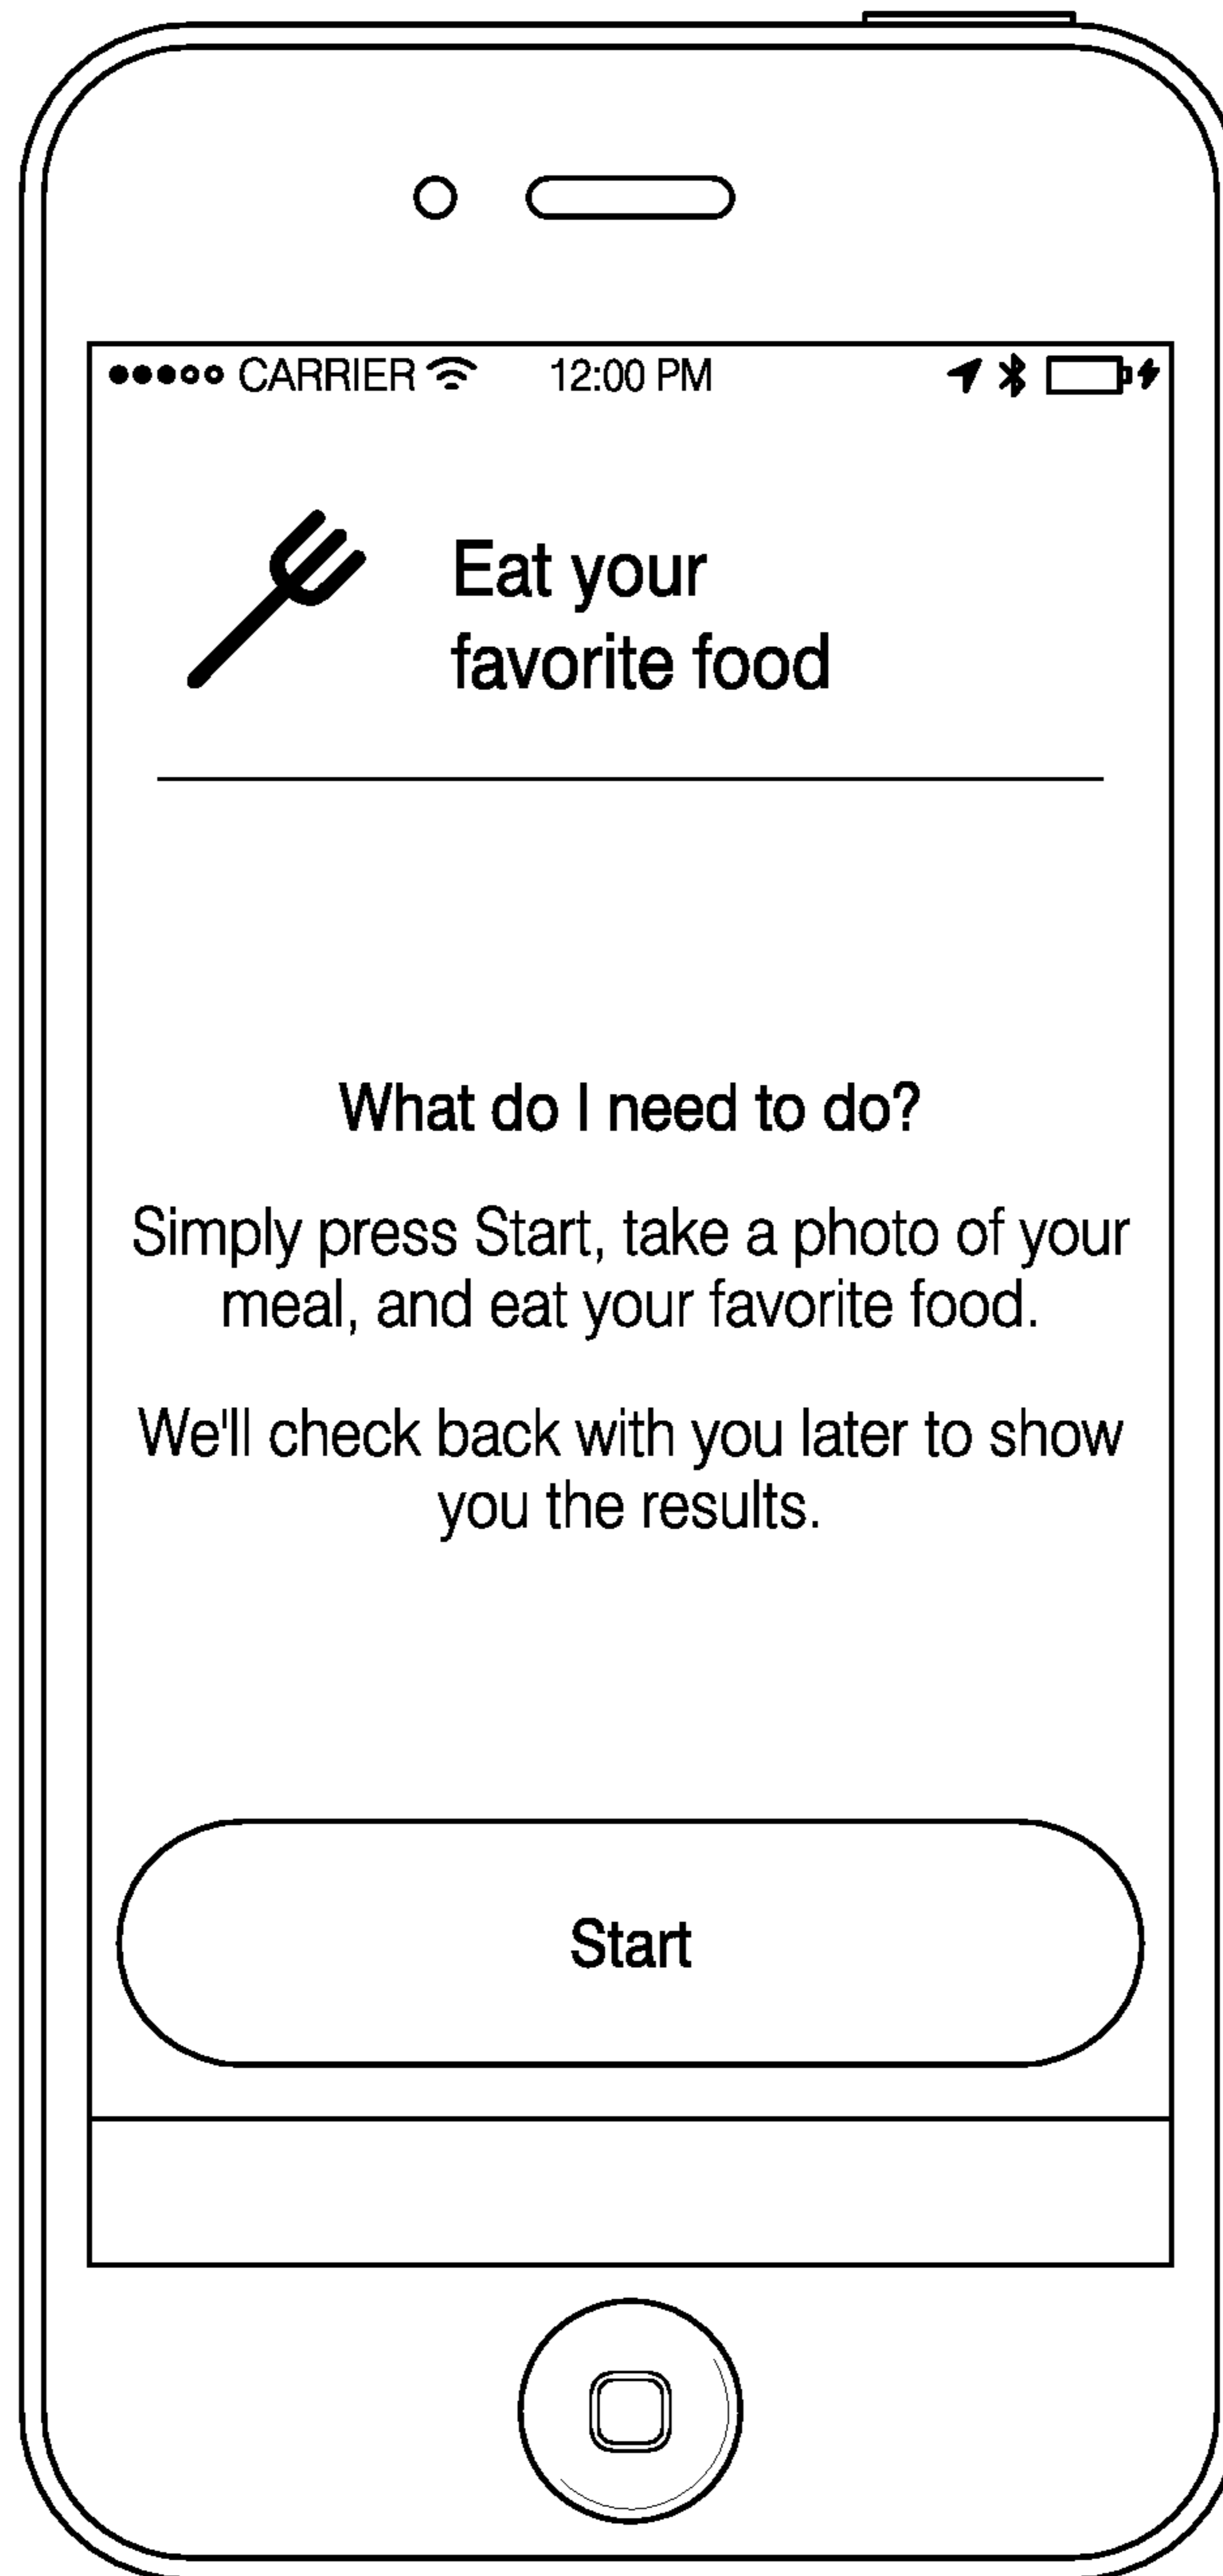 CARRIER 12:00 PM
Eat your
favorite food
What do I need to do?
Simply press Start, take a photo of your
meal, and eat your favorite food.
We'll check back with you later to show
you the results.
Start